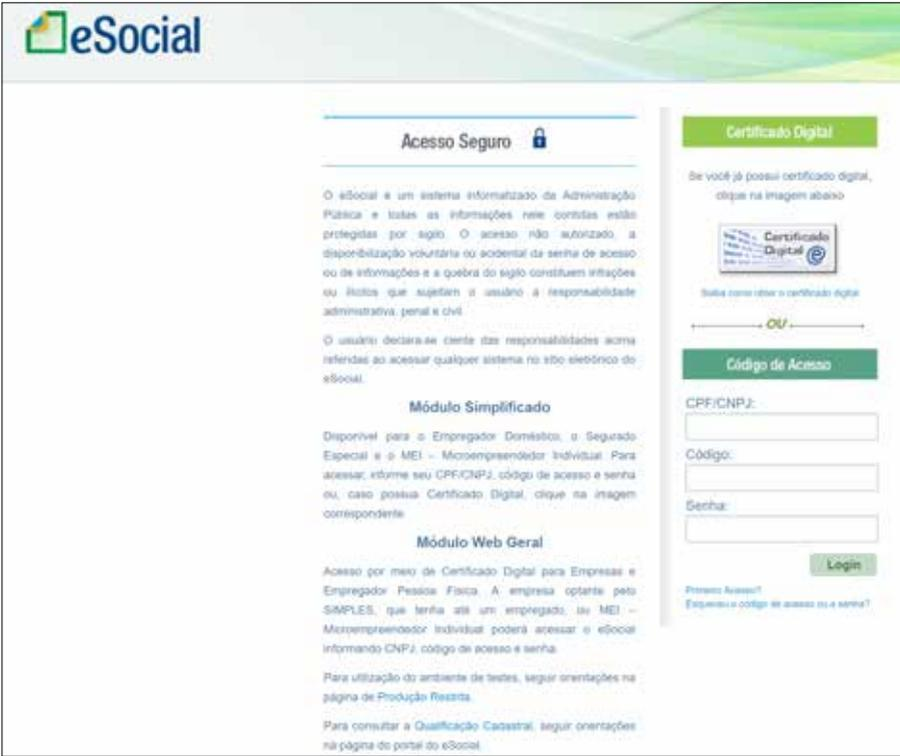 eSocial
Acesso Seguro
O eSocial é um sistema informatizado da Administração
Pública e todas as informações nele contidas estão
protegidas por sigilo. O acesso não autorizado, a
disponibilização voluntária ou acidental da senha de acesso
ou de informações e a quebra do sigilo constituem infrações
ou ilícitos que sujeitam o usuário a responsabilidade
administrativa, penal e civil.
O usuário declara-se ciente das responsabilidades acima
referidas ao acessar qualquer sistema no sítio eletrônico do
eSocial.
Módulo Simplificado
Disponível para o Empregador Doméstico, o Segurado
Especial e o MEI – Microempreendedor Individual. Para
acessar, informe seu CPF/CNPJ, código de acesso e senha
ou, caso possua Certificado Digital, clique na imagem
correspondente.
Módulo Web Geral
Acesso por meio de Certificado Digital para Empresas e
Empregador Pessoa Física. A empresa optante pelo
SIMPLES, que tenha até um empregado, ou MEI –
Microempreendedor Individual poderá acessar o eSocial
informando CNPJ, código de acesso e senha.
Para utilização do ambiente de testes, seguir orientações na
página de Produção Restrita.
Para consultar a Qualificação Cadastral, seguir orientações
na página do portal do eSocial.
Certificado Digital
Se você já possui certificado digital,
clique na imagem abaixo
Certificado
Digital
Saiba como obter o certificado digital
OU
Código de Acesso
CPF/CNPJ:
Código:
Senha:
Login
Primeiro Acesso?
Esqueceu o código de acesso ou a senha?